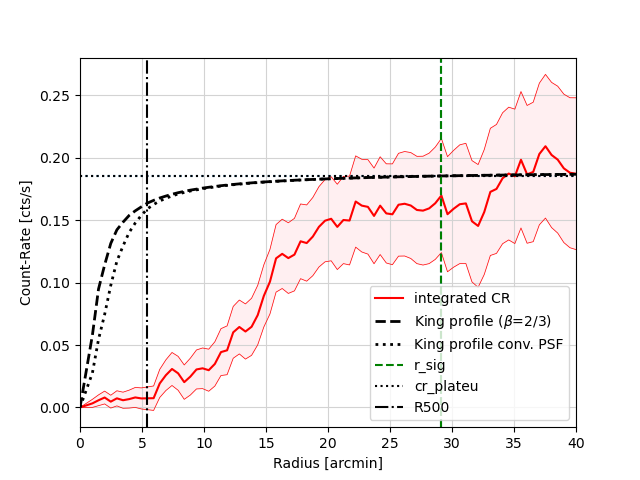 0.25
0.20
0.15
0.10
0.05
0.00
Count-Rate [cts/s]
integrated CR
King profile (β=2/3)
King profile conv. PSF
r_sig
cr_plateu
R500
0 5 10 15 20 25 30 35 40
Radius [arcmin]